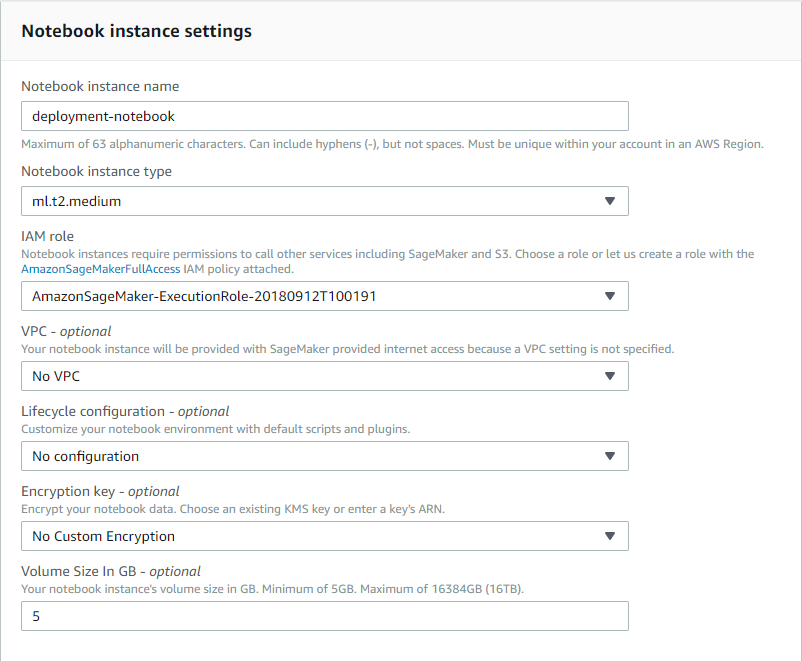 Notebook instance settings
Notebook instance name
deployment-notebook
Maximum of 63 alphanumeric characters. Can include hyphens (-), but not spaces. Must be unique within your account in an AWS Region.
Notebook instance type
ml.t2.medium
IAM role
Notebook instances require permissions to call other services including SageMaker and S3. Choose a role or let us create a role with the
AmazonSageMakerFullAccess IAM policy attached.
AmazonSageMaker-ExecutionRole-20180912T100191
VPC - optional
Your notebook instance will be provided with SageMaker provided internet access because a VPC setting is not specified.
No VPC
Lifecycle configuration - optional
Customize your notebook environment with default scripts and plugins.
No configuration
Encryption key - optional
Encrypt your notebook data. Choose an existing KMS key or enter a key's ARN.
No Custom Encryption
Volume Size In GB - optional
Your notebook instance's volume size in GB. Minimum of 5GB. Maximum of 16384GB (16TB).
5